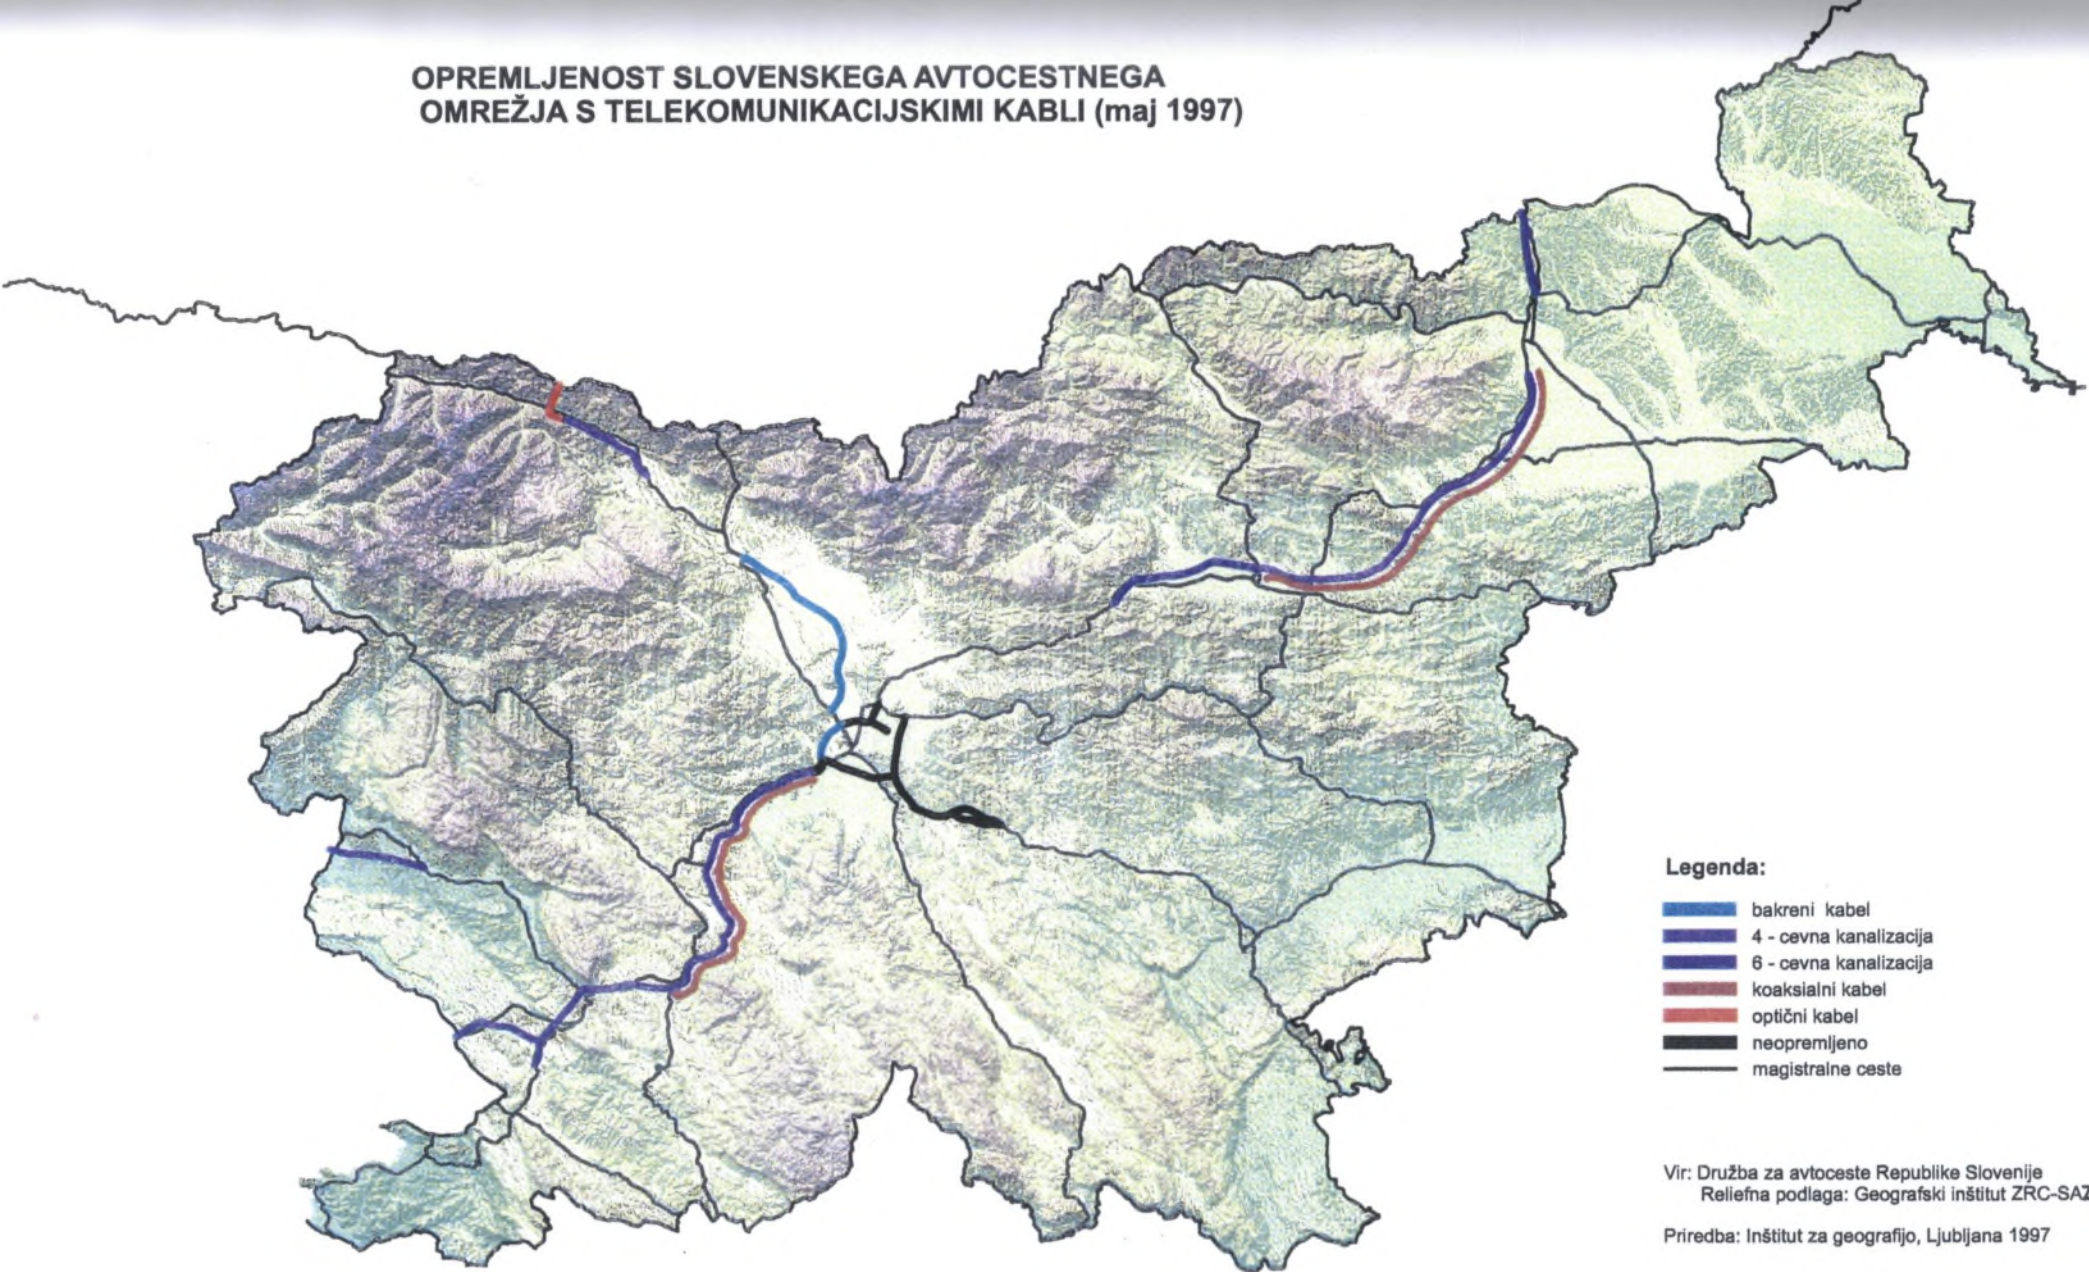 OPREMLJENOST SLOVENSKEGA AVTOCESTNEGA
OMREŽJA S TELEKOMUNIKACIJSKIMI KABLI (maj 1997)
Legenda:
bakreni kabel
4 - cevna kanalizacija
6 - cevna kanalizacija
koaksialni kabel
optični kabel
neopremljeno
magistralne ceste
Vir: Družba za avtoceste Republike Slovenije
Reliefna podlaga: Geografski inštitut ZRC-SAZ
Priredba: Inštitut za geografijo, Ljubljana 1997